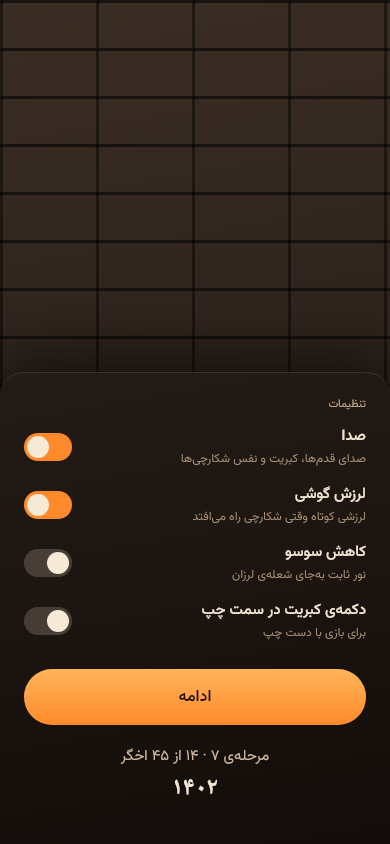 تنظیمات
صدا
صدای قدم‌ها، کبریت و نفس شکارچی‌ها
لرزش گوشی
لرزشی کوتاه وقتی شکارچی راه می‌افتد
کاهش سوسو
نور ثابت به‌جای شعله‌ی لرزان
دکمه‌ی کبریت در سمت چپ
برای بازی با دست چپ
ادامه
مرحله‌ی ۷ · ۱۴ از ۴۵ اخگر
۱۴۰۲